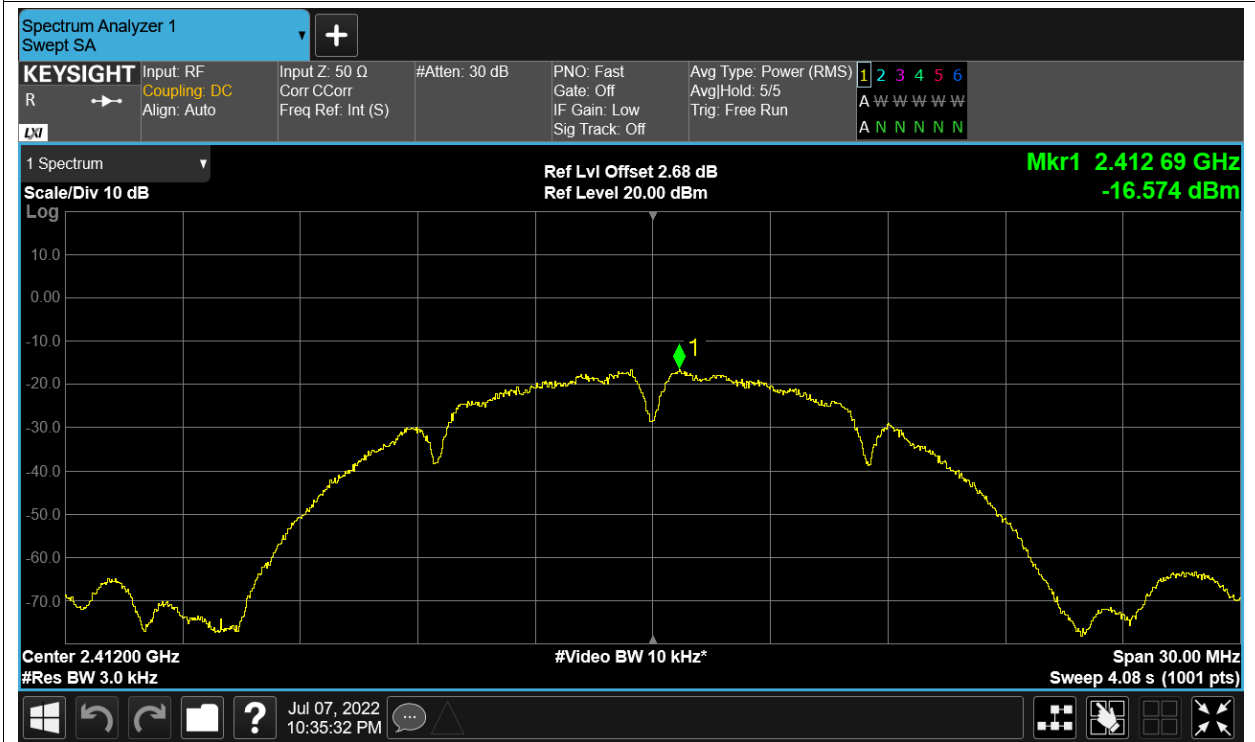 Spectrum Analyzer 1
Swept SA
+
KEYSIGHT Input: RF Input Z: 50 Ω #Atten: 30 dB PNO: Fast Avg Type: Power (RMS) 1 2 3 4 5 6
R Coupling: DC Corr CCorr Gate: Off Avg|Hold: 5/5 A W W W W W
Align: Auto Freq Ref: Int (S) IF Gain: Low Trig: Free Run
LXI Sig Track: Off A N N N N N
1 Spectrum Ref Lvl Offset 2.68 dB Mkr1 2.412 69 GHz
Scale/Div 10 dB Ref Level 20.00 dBm -16.574 dBm
Log
10.0
0.00
-10.0
1
-20.0
-30.0
-40.0
-50.0
-60.0
-70.0
Center 2.41200 GHz #Video BW 10 kHz* Span 30.00 MHz
#Res BW 3.0 kHz Sweep 4.08 s (1001 pts)
? Jul 07, 2022
10:35:32 PM